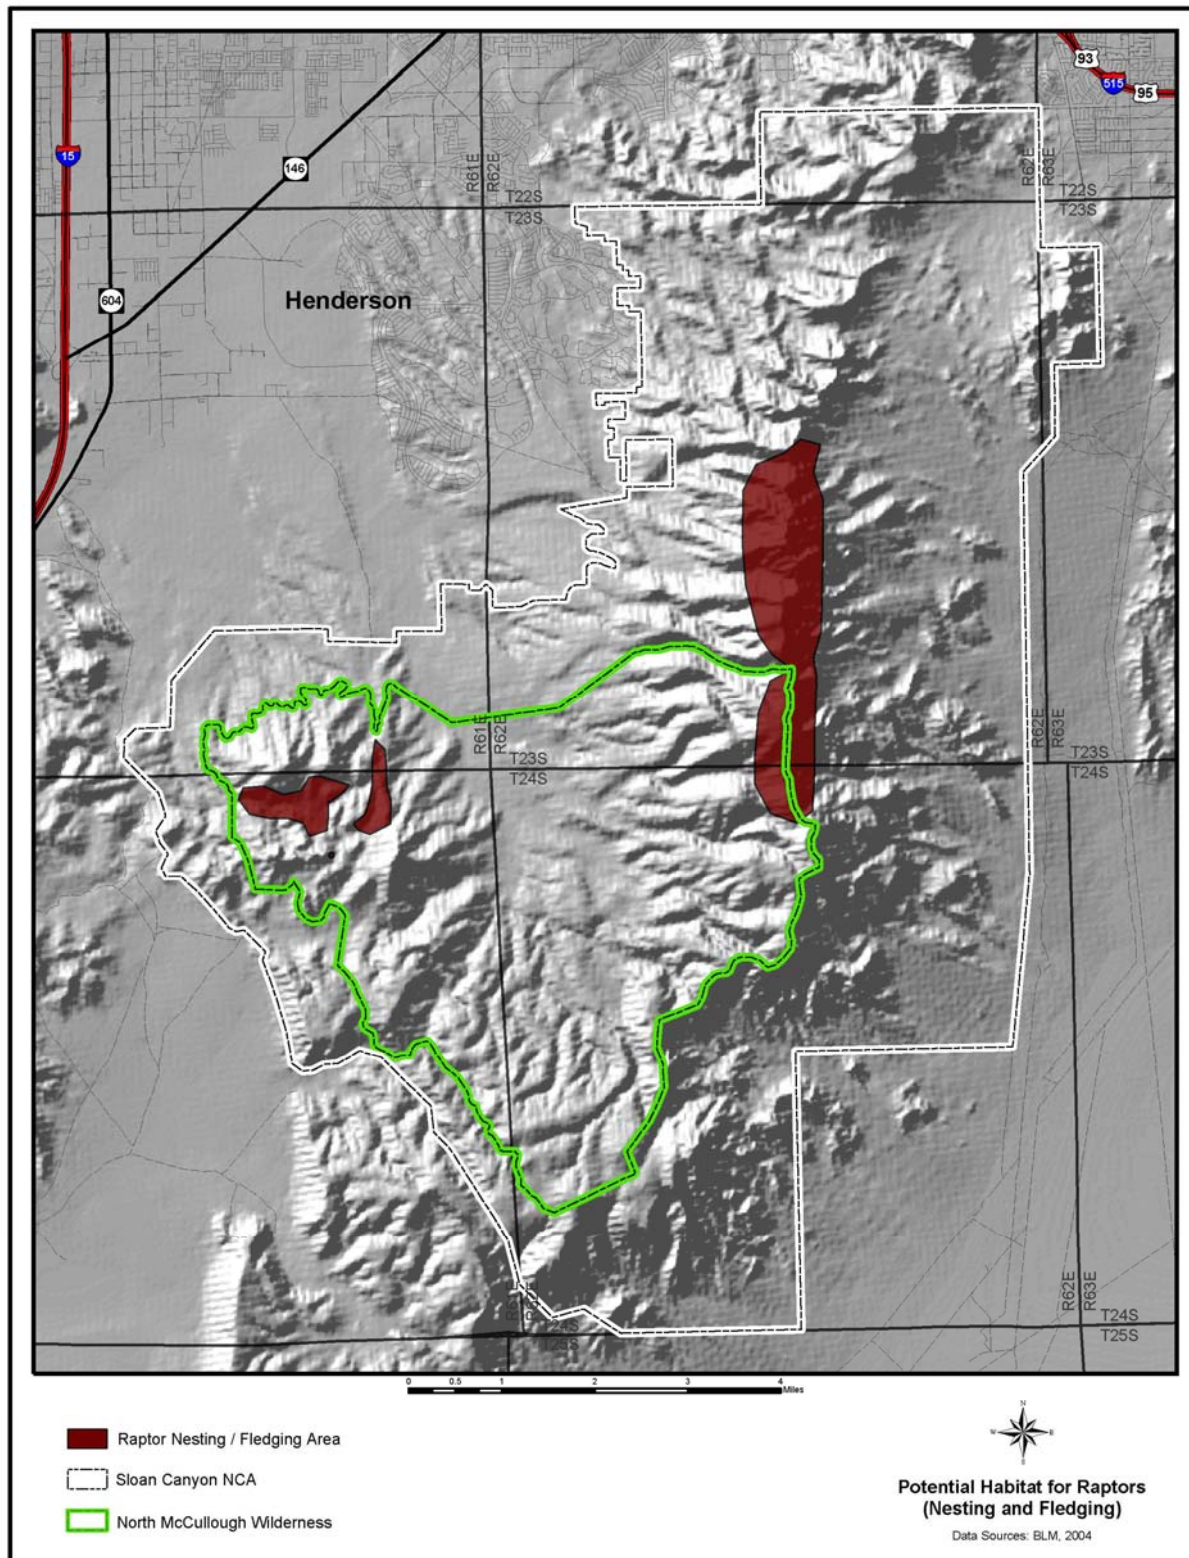 93
515
95
15
146
R61E
R62E
R62E
R63E
T22S
T23S
T22S
T23S
604
Henderson
R61E
R62E
T23S
T24S
R62E
R63E
T23S
T24S
R62E
R63E
T24S
T25S
0 0.5 1 2 3 4
Miles
Raptor Nesting / Fledging Area
Sloan Canyon NCA
North McCullough Wilderness
N
W
E
S
Potential Habitat for Raptors
(Nesting and Fledging)
Data Sources: BLM, 2004